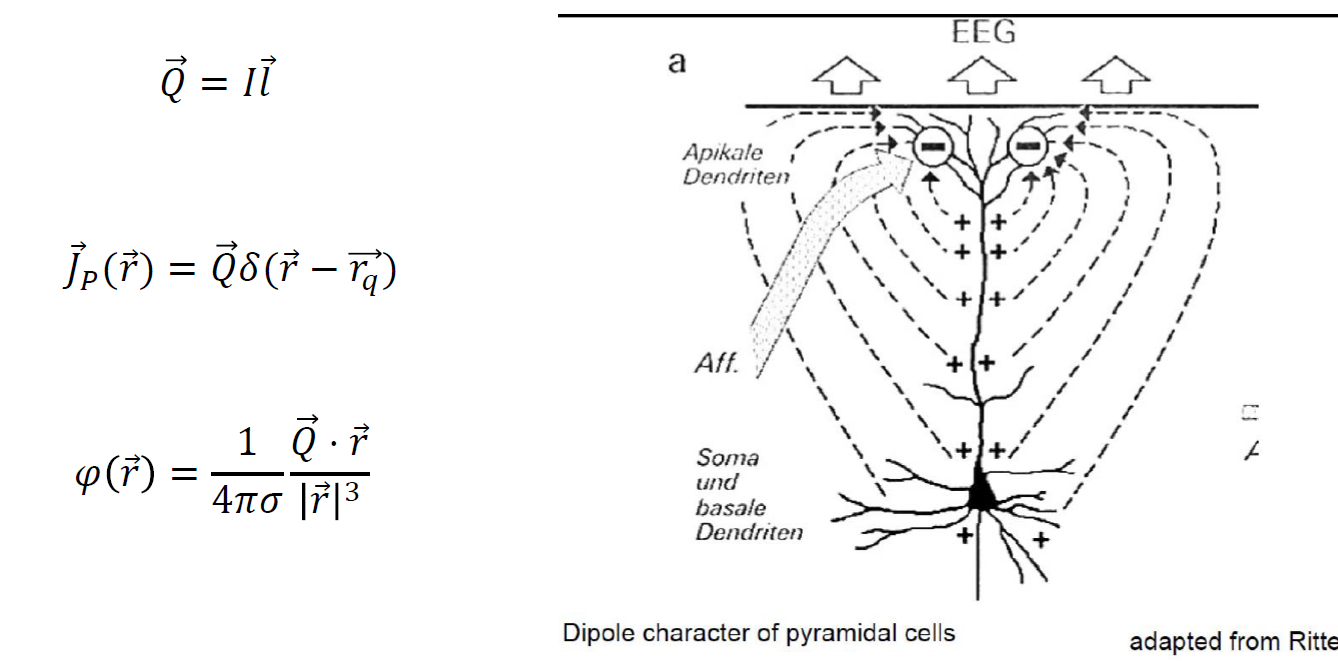 $\vec{Q} = I\vec{l}$
$\vec{J}_P(\vec{r}) = \vec{Q}\delta(\vec{r} - \overrightarrow{r_q})$
$\varphi(\vec{r}) = \frac{1}{4\pi\sigma}\frac{\vec{Q} \cdot \vec{r}}{|\vec{r}|^3}$
EEG
a
Apikale
Dendriten
Aff.
Soma
und
basale
Dendriten
Dipole character of pyramidal cells
adapted from Ritte